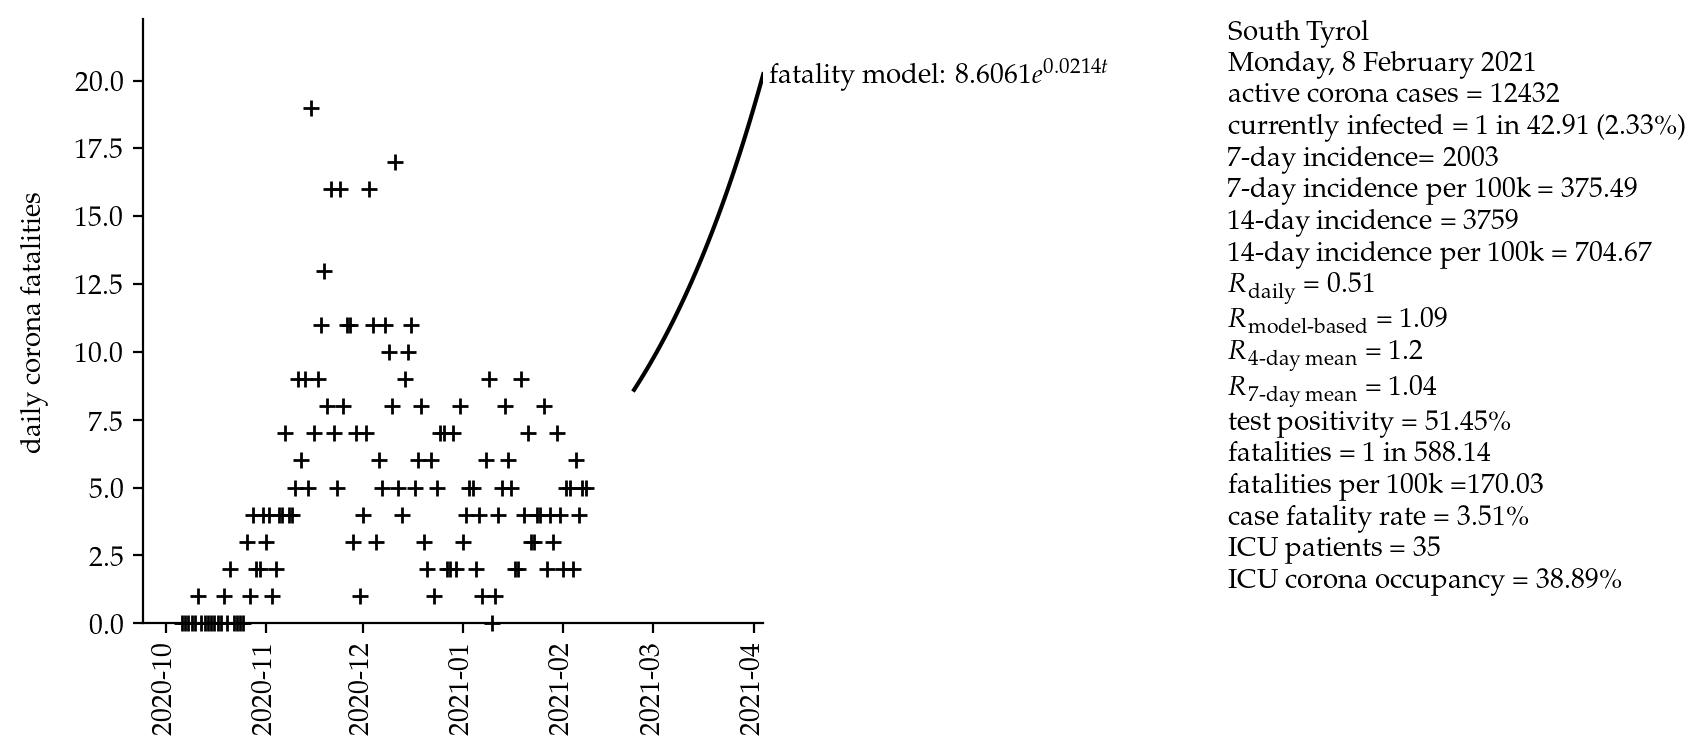 20.0
17.5
15.0
12.5
10.0
7.5
5.0
2.5
0.0
daily corona fatalities
2020-10
2020-11
2020-12
2021-01
2021-02
2021-03
2021-04
fatality model: 8.6061e^0.0214t
South Tyrol
Monday, 8 February 2021
active corona cases = 12432
currently infected = 1 in 42.91 (2.33%)
7-day incidence= 2003
7-day incidence per 100k = 375.49
14-day incidence = 3759
14-day incidence per 100k = 704.67
R_daily = 0.51
R_model-based = 1.09
R_4-day mean = 1.2
R_7-day mean = 1.04
test positivity = 51.45%
fatalities = 1 in 588.14
fatalities per 100k =170.03
case fatality rate = 3.51%
ICU patients = 35
ICU corona occupancy = 38.89%